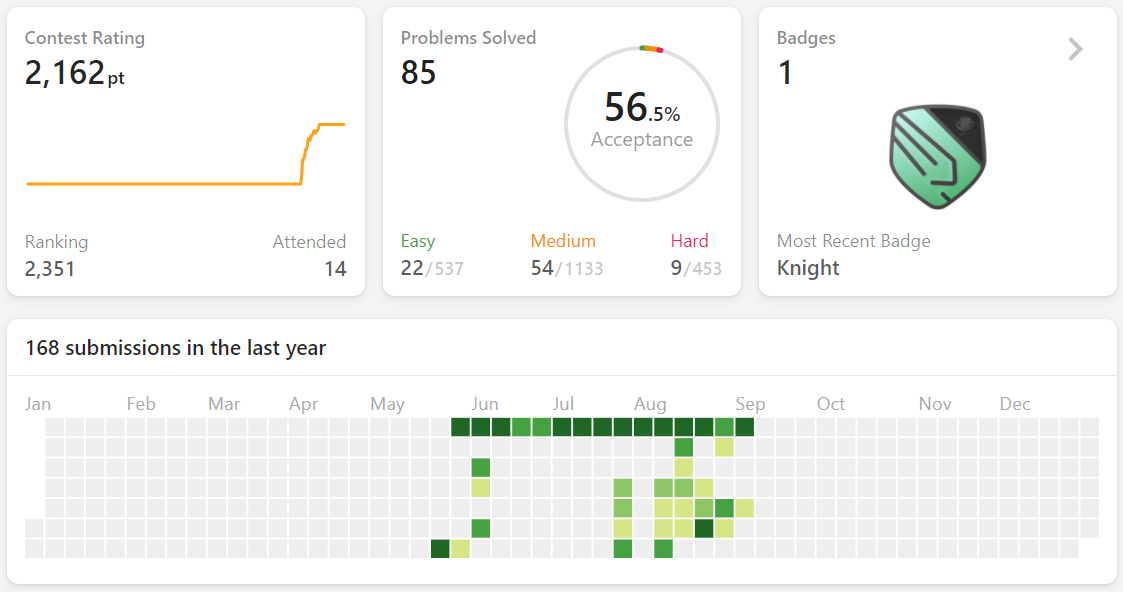 Contest Rating
2,162pt
Ranking
Attended
2,351
14
Problems Solved
85
56.5%
Acceptance
Easy
Medium
Hard
22/537
54/1133
9/453
Badges
1
Most Recent Badge
Knight
168 submissions in the last year
Jan Feb Mar Apr May Jun Jul Aug Sep Oct Nov Dec